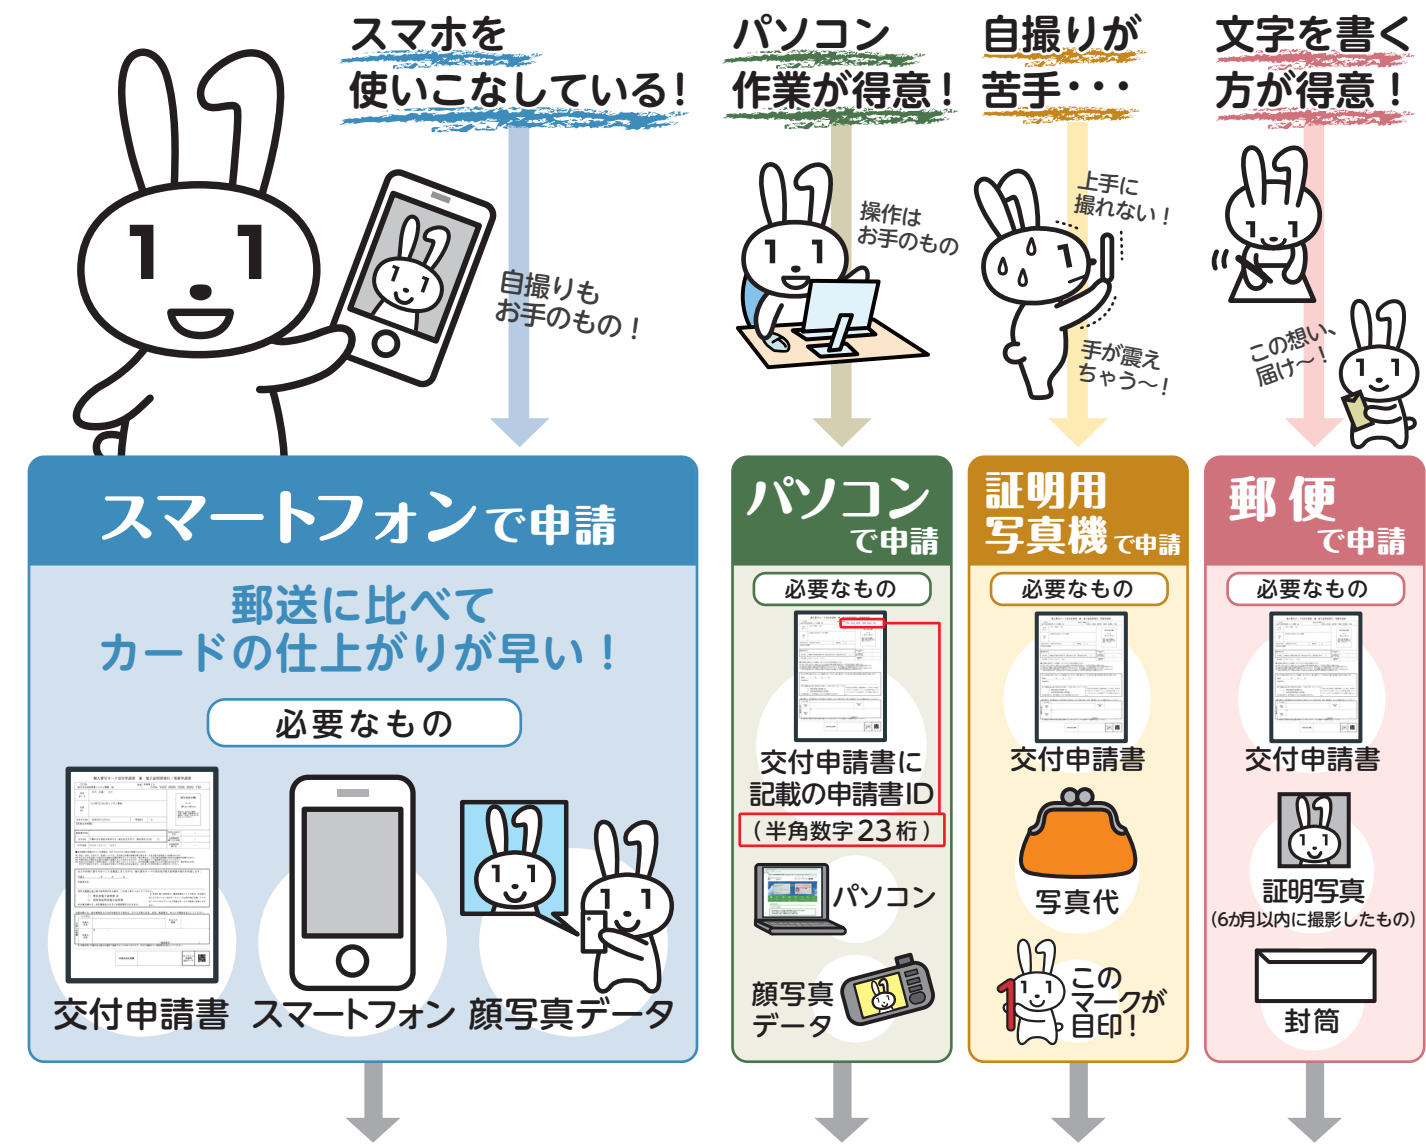 スマホを
使いこなしている！
自撮りも
お手のもの！
スマートフォンで申請
郵送に比べて
カードの仕上がりが早い！
必要なもの
交付申請書
スマートフォン
顔写真データ
パソコン
作業が得意！
操作は
お手のもの
パソコン
で申請
必要なもの
交付申請書に
記載の申請書ID
（半角数字23桁）
パソコン
顔写真
データ
自撮りが
苦手・・・
上手に
撮れない！
手が震え
ちゃう〜！
証明用
写真機で申請
必要なもの
交付申請書
写真代
この
マークが
目印！
文字を書く
方が得意！
この想い、
届け〜！
郵便
で申請
必要なもの
交付申請書
証明写真
（6か月以内に撮影したもの）
封筒